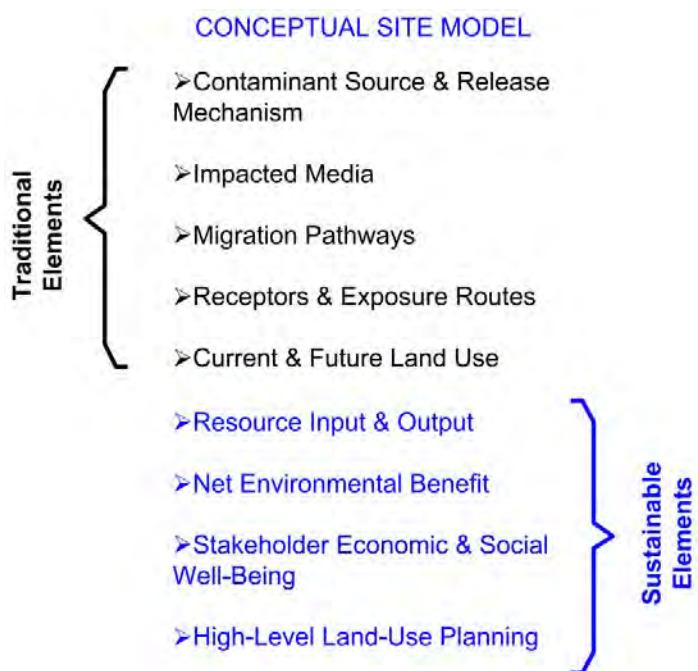 CONCEPTUAL SITE MODEL
➢Contaminant Source & Release
Mechanism
➢Impacted Media
➢Migration Pathways
➢Receptors & Exposure Routes
➢Current & Future Land Use
Traditional
Elements
➢Resource Input & Output
➢Net Environmental Benefit
➢Stakeholder Economic & Social
Well-Being
➢High-Level Land-Use Planning
Sustainable
Elements